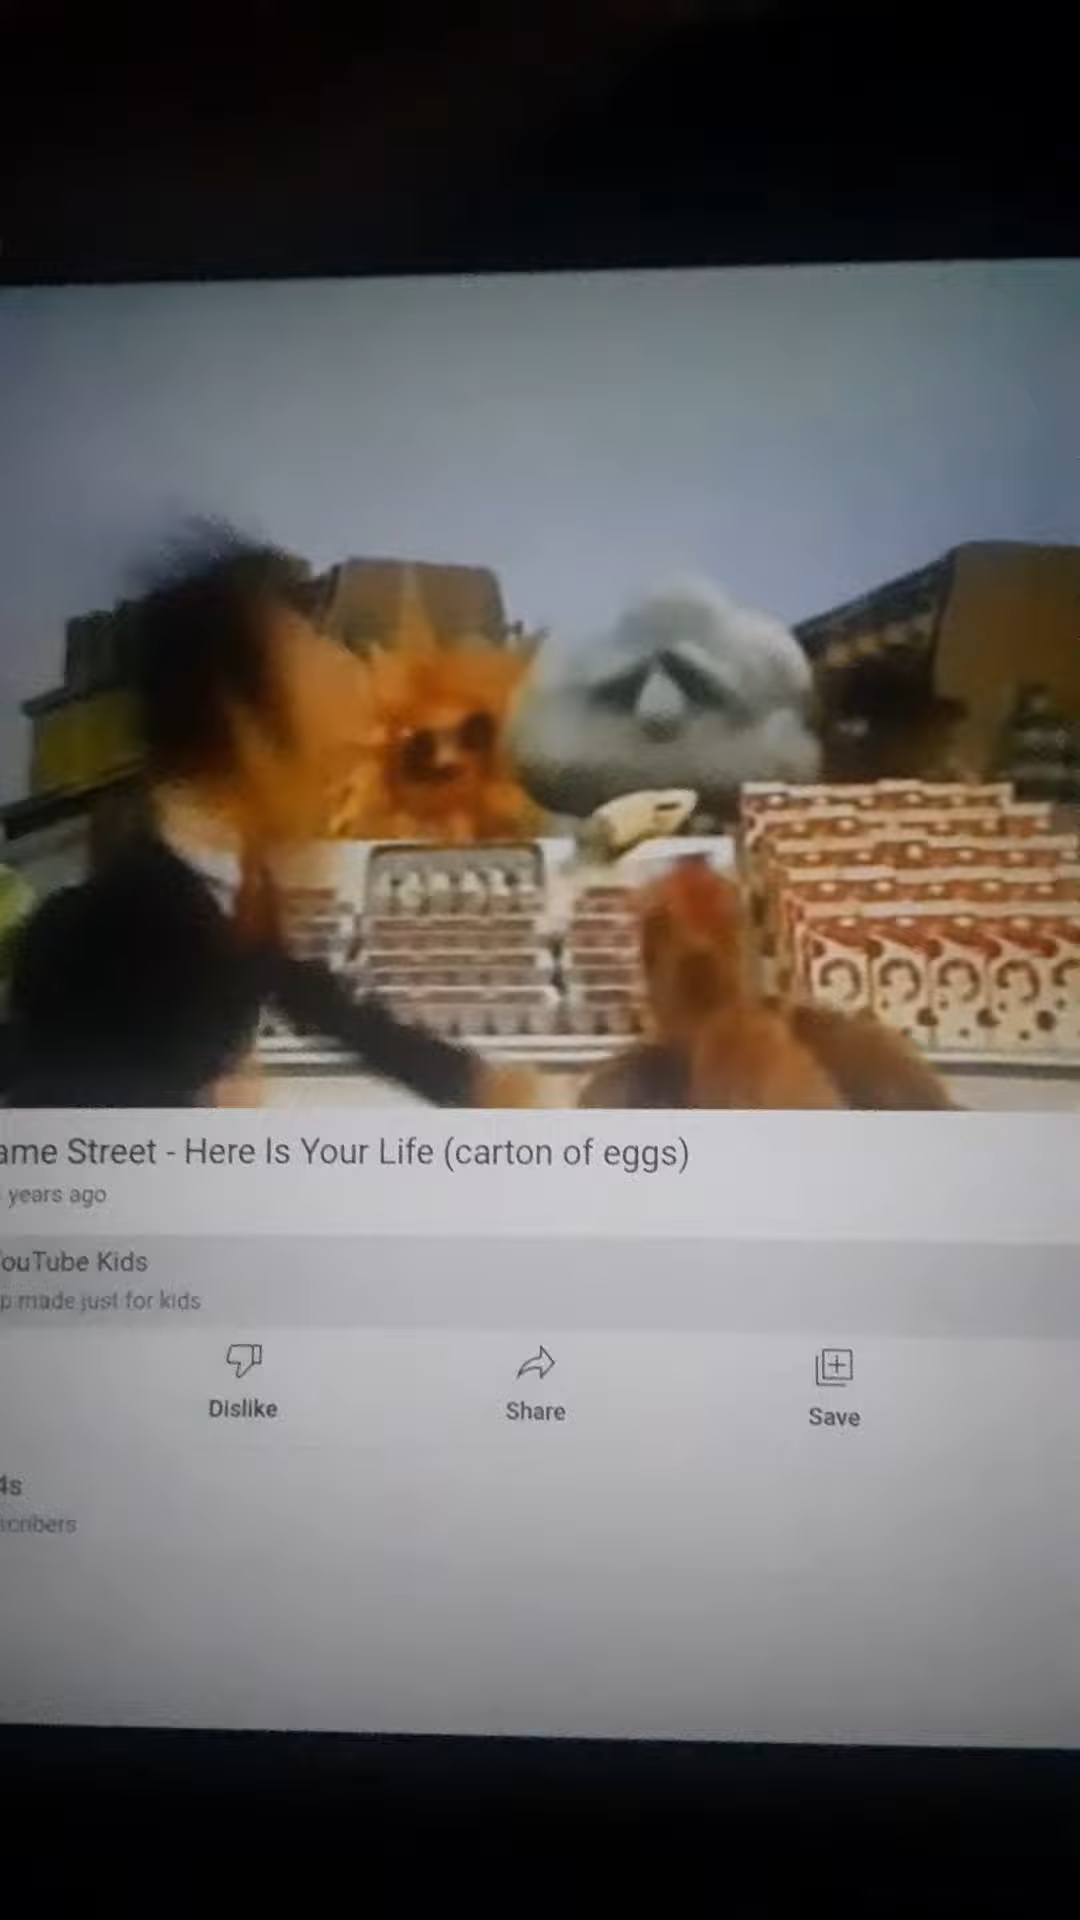 ame Street - Here Is Your Life (carton of eggs)
years ago
ouTube Kids
p made just for kids
Dislike
Share
Save
4s
scribers